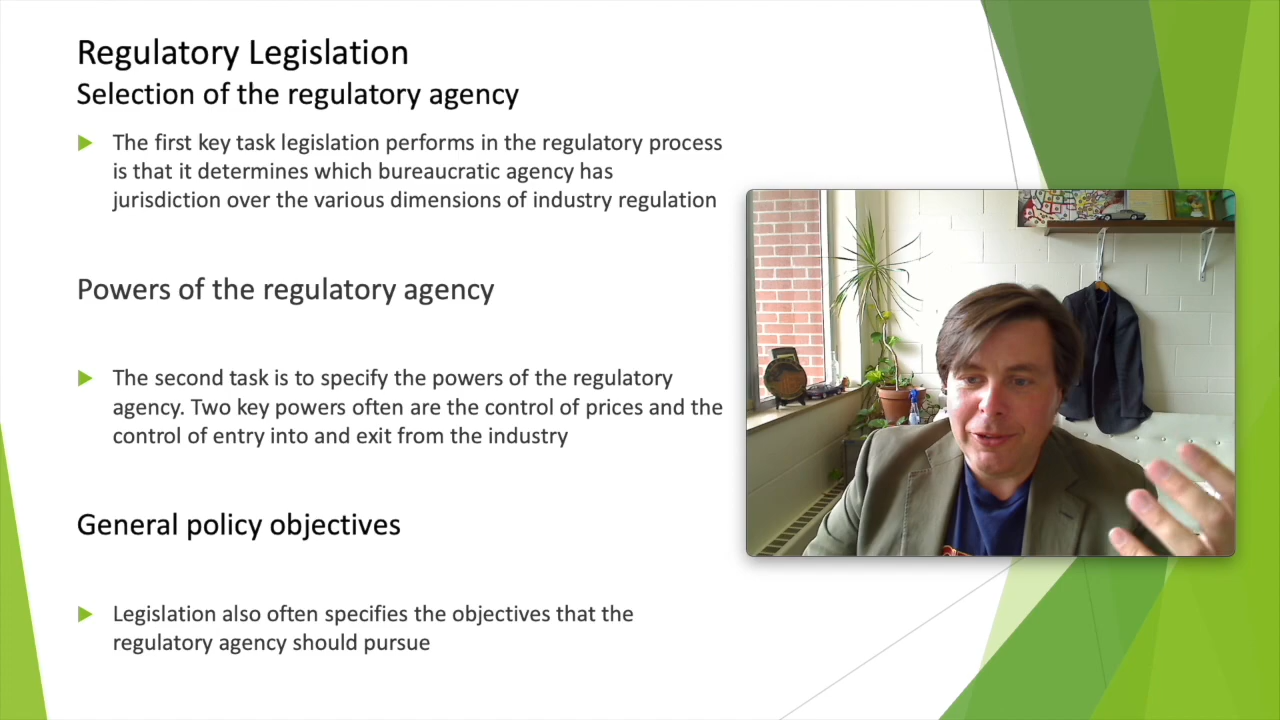 Regulatory Legislation
Selection of the regulatory agency
The first key task legislation performs in the regulatory process
is that it determines which bureaucratic agency has
jurisdiction over the various dimensions of industry regulation
Powers of the regulatory agency
The second task is to specify the powers of the regulatory
agency. Two key powers often are the control of prices and the
control of entry into and exit from the industry
General policy objectives
Legislation also often specifies the objectives that the
regulatory agency should pursue